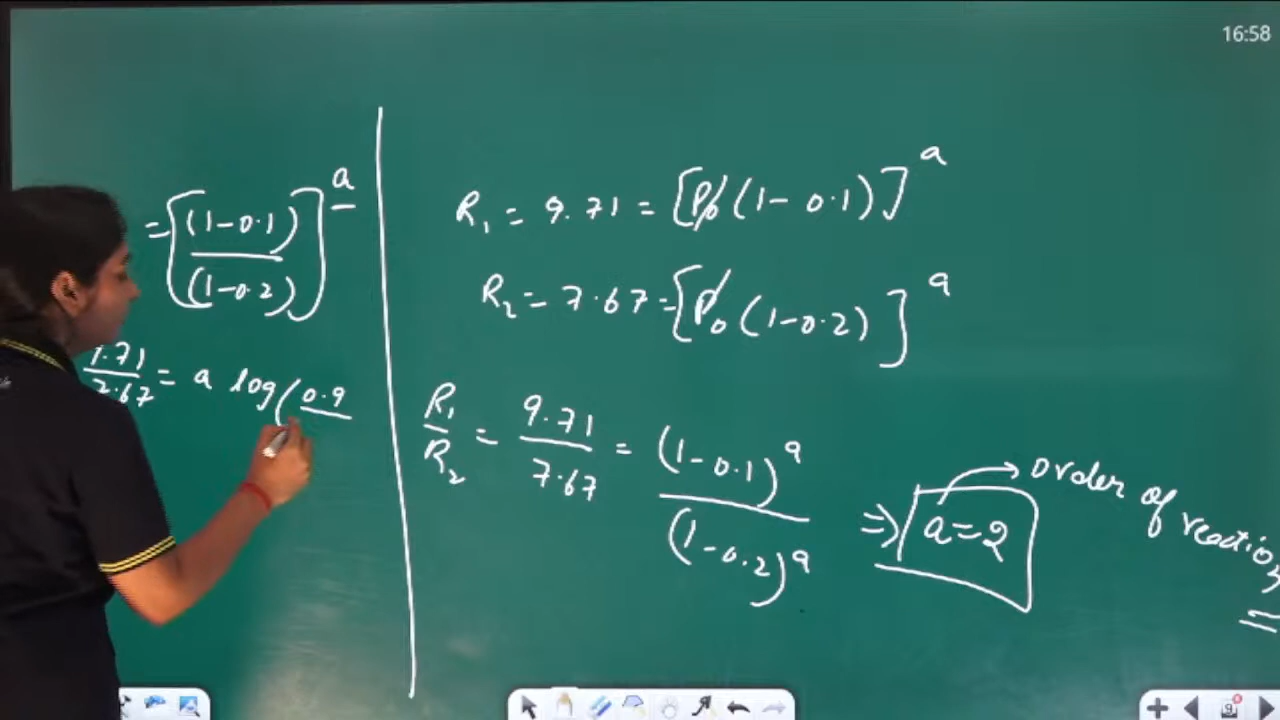 16:58
= [(1-0.1)/(1-0.2)]^a
1.71/7.67 = a log(0.9
R₁ = 9.71 = [P₀(1-0.1)]^a
R₂ = 7.67 = [P₀(1-0.2)]^a
R₁/R₂ = 9.71/7.67 = (1-0.1)^a/(1-0.2)^a
⇒ a=2 → order of reaction